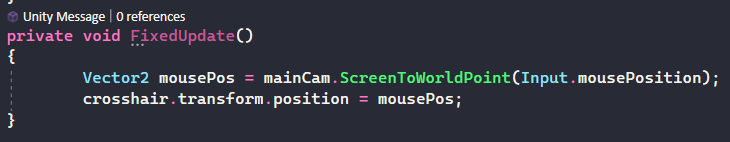 }
Unity Message | 0 references
private void FixedUpdate()
{
Vector2 mousePos = mainCam.ScreenToWorldPoint(Input.mousePosition);
crosshair.transform.position = mousePos;
}